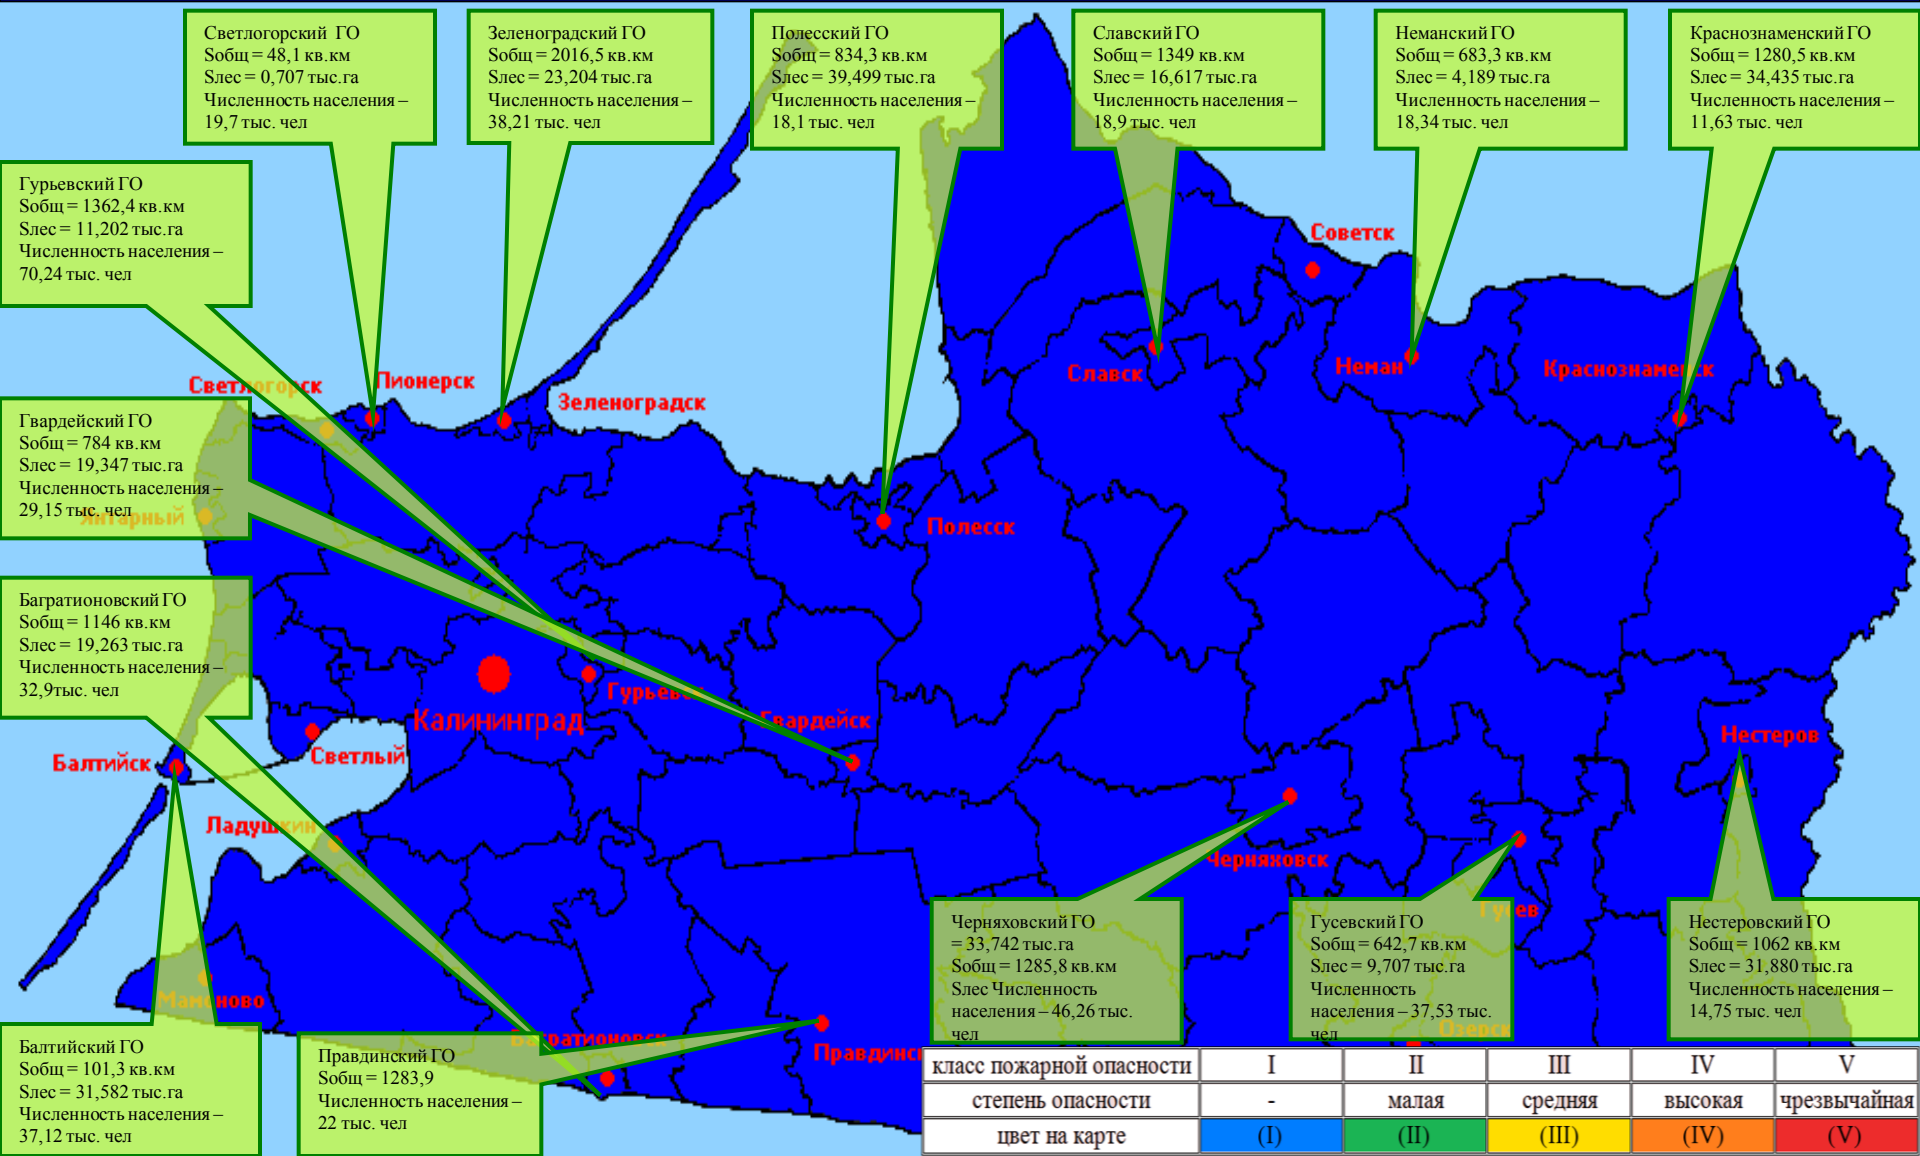 Светлогорский ГО
Sобщ = 48,1 кв.км
Sлес = 0,707 тыс.га
Численность населения –
19,7 тыс. чел
Зеленоградский ГО
Sобщ = 2016,5 кв.км
Sлес = 23,204 тыс.га
Численность населения –
38,21 тыс. чел
Полесский ГО
Sобщ = 834,3 кв.км
Sлес = 39,499 тыс.га
Численность населения –
18,1 тыс. чел
Славский ГО
Sобщ = 1349 кв.км
Sлес = 16,617 тыс.га
Численность населения –
18,9 тыс. чел
Неманский ГО
Sобщ = 683,3 кв.км
Sлес = 4,189 тыс.га
Численность населения –
18,34 тыс. чел
Краснознаменский ГО
Sобщ = 1280,5 кв.км
Sлес = 34,435 тыс.га
Численность населения –
11,63 тыс. чел
Гурьевский ГО
Sобщ = 1362,4 кв.км
Sлес = 11,202 тыс.га
Численность населения –
70,24 тыс. чел
Советск
Светлогорск
Пионерск
Зеленоградск
Славск
Неман
Краснознаменск
Гвардейский ГО
Sобщ = 784 кв.км
Sлес = 19,347 тыс.га
Численность населения –
29,15 тыс. чел
Янтарный
Полесск
Багратионовский ГО
Sобщ = 1146 кв.км
Sлес = 19,263 тыс.га
Численность населения –
32,9тыс. чел
Гурьевск
Калининград
Гвардейск
Нестеров
Балтийск
Светлый
Ладушкин
Черняховск
Гусев
Мамоново
Багратионовск
Правдинск
Озерск
Черняховский ГО
= 33,742 тыс.га
Sобщ = 1285,8 кв.км
Sлес Численность
населения – 46,26 тыс.
чел
Гусевский ГО
Sобщ = 642,7 кв.км
Sлес = 9,707 тыс.га
Численность
населения – 37,53 тыс.
чел
Нестеровский ГО
Sобщ = 1062 кв.км
Sлес = 31,880 тыс.га
Численность населения –
14,75 тыс. чел
Балтийский ГО
Sобщ = 101,3 кв.км
Sлес = 31,582 тыс.га
Численность населения –
37,12 тыс. чел
Правдинский ГО
Sобщ = 1283,9
Численность населения –
22 тыс. чел
класс пожарной опасности I II III IV V
степень опасности - малая средняя высокая чрезвычайная
цвет на карте (I) (II) (III) (IV) (V)